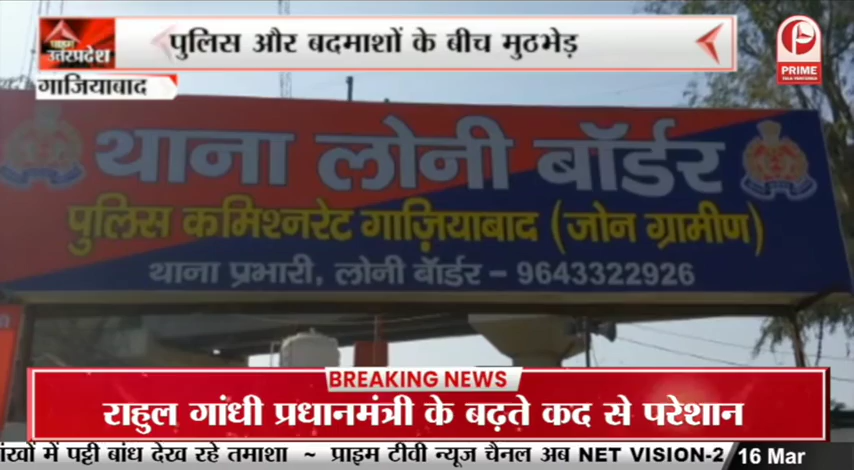 प्राइम
उत्तरप्रदेश
पुलिस और बदमाशों के बीच मुठभेड़
PRIME
गाजियाबाद
थाना लोनी बॉर्डर
पुलिस कमिश्नरेट गाज़ियाबाद (जोन ग्रामीण)
थाना प्रभारी, लोनी बॉर्डर - 9643322926
BREAKING NEWS
राहुल गांधी प्रधानमंत्री के बढ़ते कद से परेशान
में पट्टी बांध देख रहे तमाशा ~ प्राइम टीवी न्यूज चैनल अब NET VISION-2
16 Mar